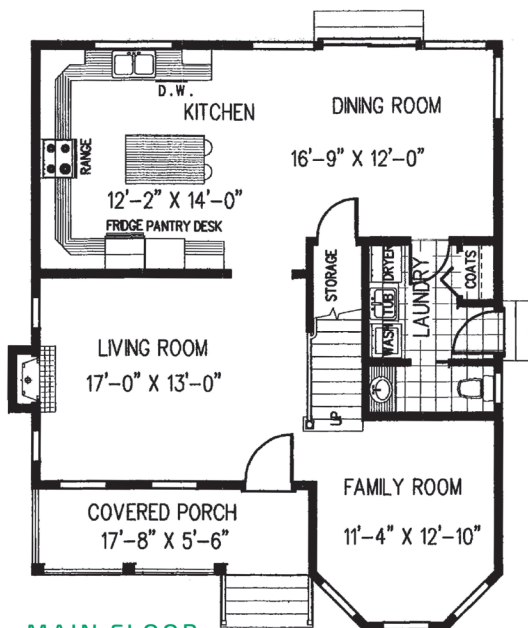 D.W.
KITCHEN
DINING ROOM
RANGE
16'-9" X 12'-0"
12'-2" X 14'-0"
FRIDGE PANTRY DESK
STORAGE
DRYER
TUB
WASH
LAUNDRY
COATS
LIVING ROOM
17'-0" X 13'-0"
UP
FAMILY ROOM
11'-4" X 12'-10"
COVERED PORCH
17'-8" X 5'-6"
MAIN FLOOR